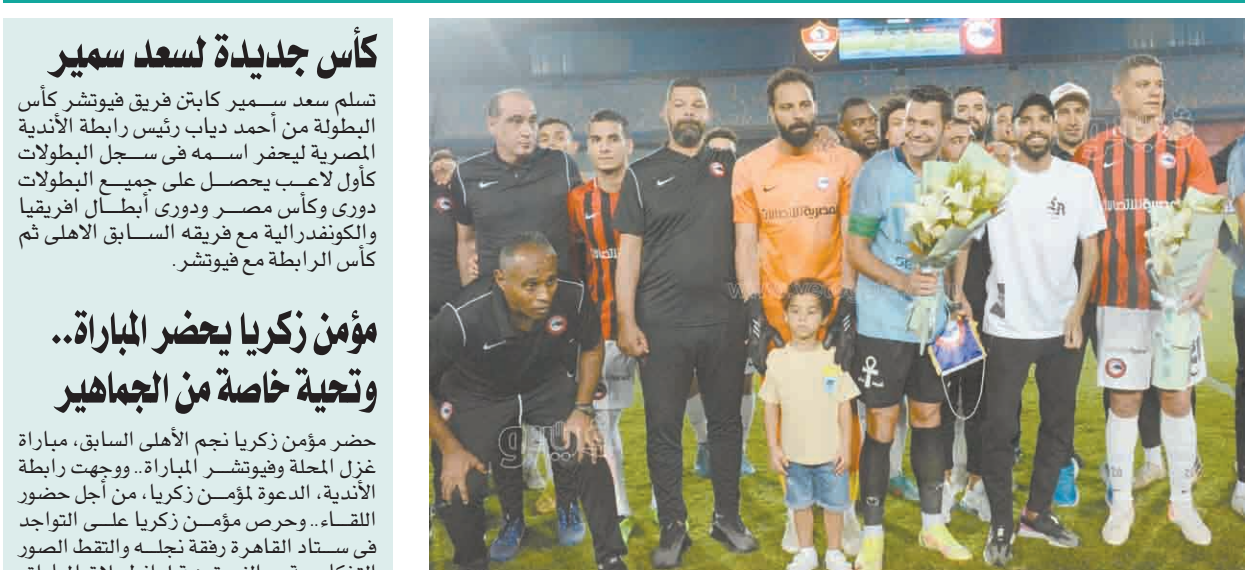 كأس جديدة لسعد سمير
تسلم سعد سمير كابتن فريق فيوتشر كأس
البطولة من أحمد دياب رئيس رابطة الأندية
المصرية ليحفر اسمه فى سجل البطولات
كأول لاعب يحصل على جميع البطولات
دورى وكأس مصر ودورى أبطال افريقيا
والكونفدرالية مع فريقه السابق الاهلى ثم
كأس الرابطة مع فيوتشر.
مؤمن زكريا يحضر المباراة..
وتحية خاصة من الجماهير
حضر مؤمن زكريا نجم الأهلى السابق، مباراة
غزل المحلة وفيوتشر المباراة.. ووجهت رابطة
الأندية، الدعوة لمؤمن زكريا، من أجل حضور
اللقاء.. وحرص مؤمن زكريا على التواجد
فى ستاد القاهرة رفقة نجله والتقط الصور
المصرية للاتصالات